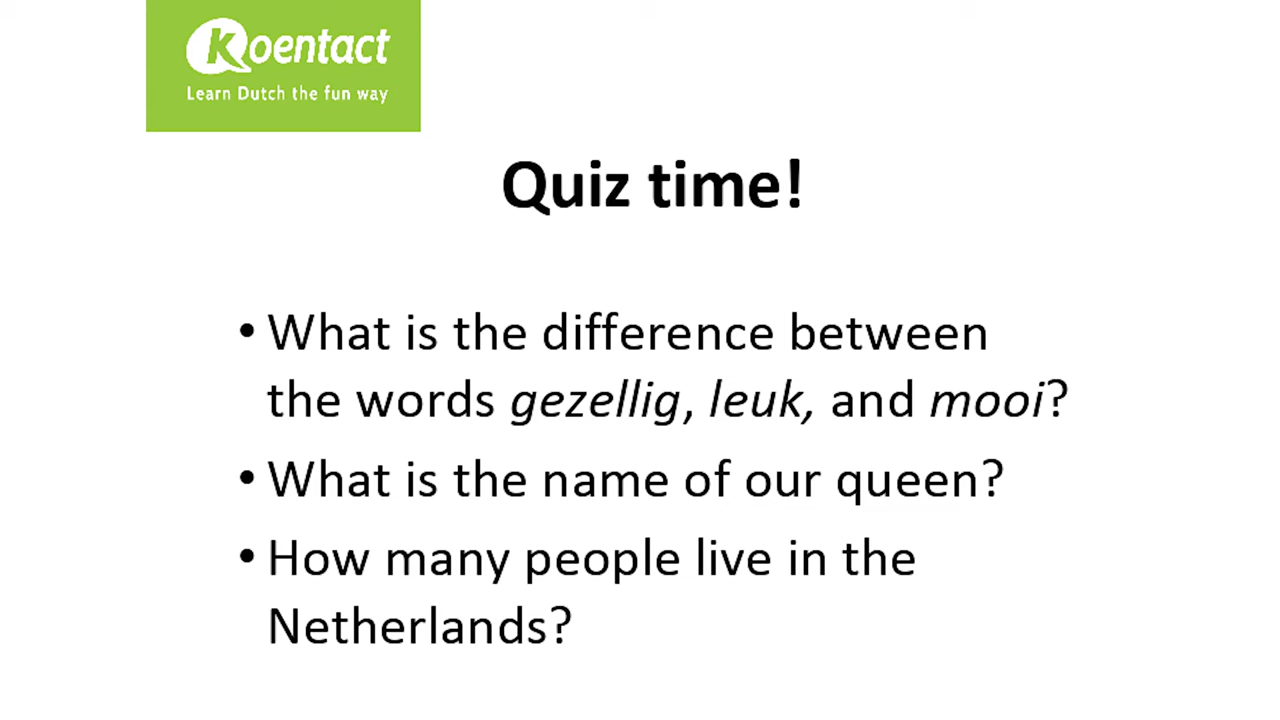 Koentact
Learn Dutch the fun way
Quiz time!
• What is the difference between
the words gezellig, leuk, and mooi?
• What is the name of our queen?
• How many people live in the
Netherlands?